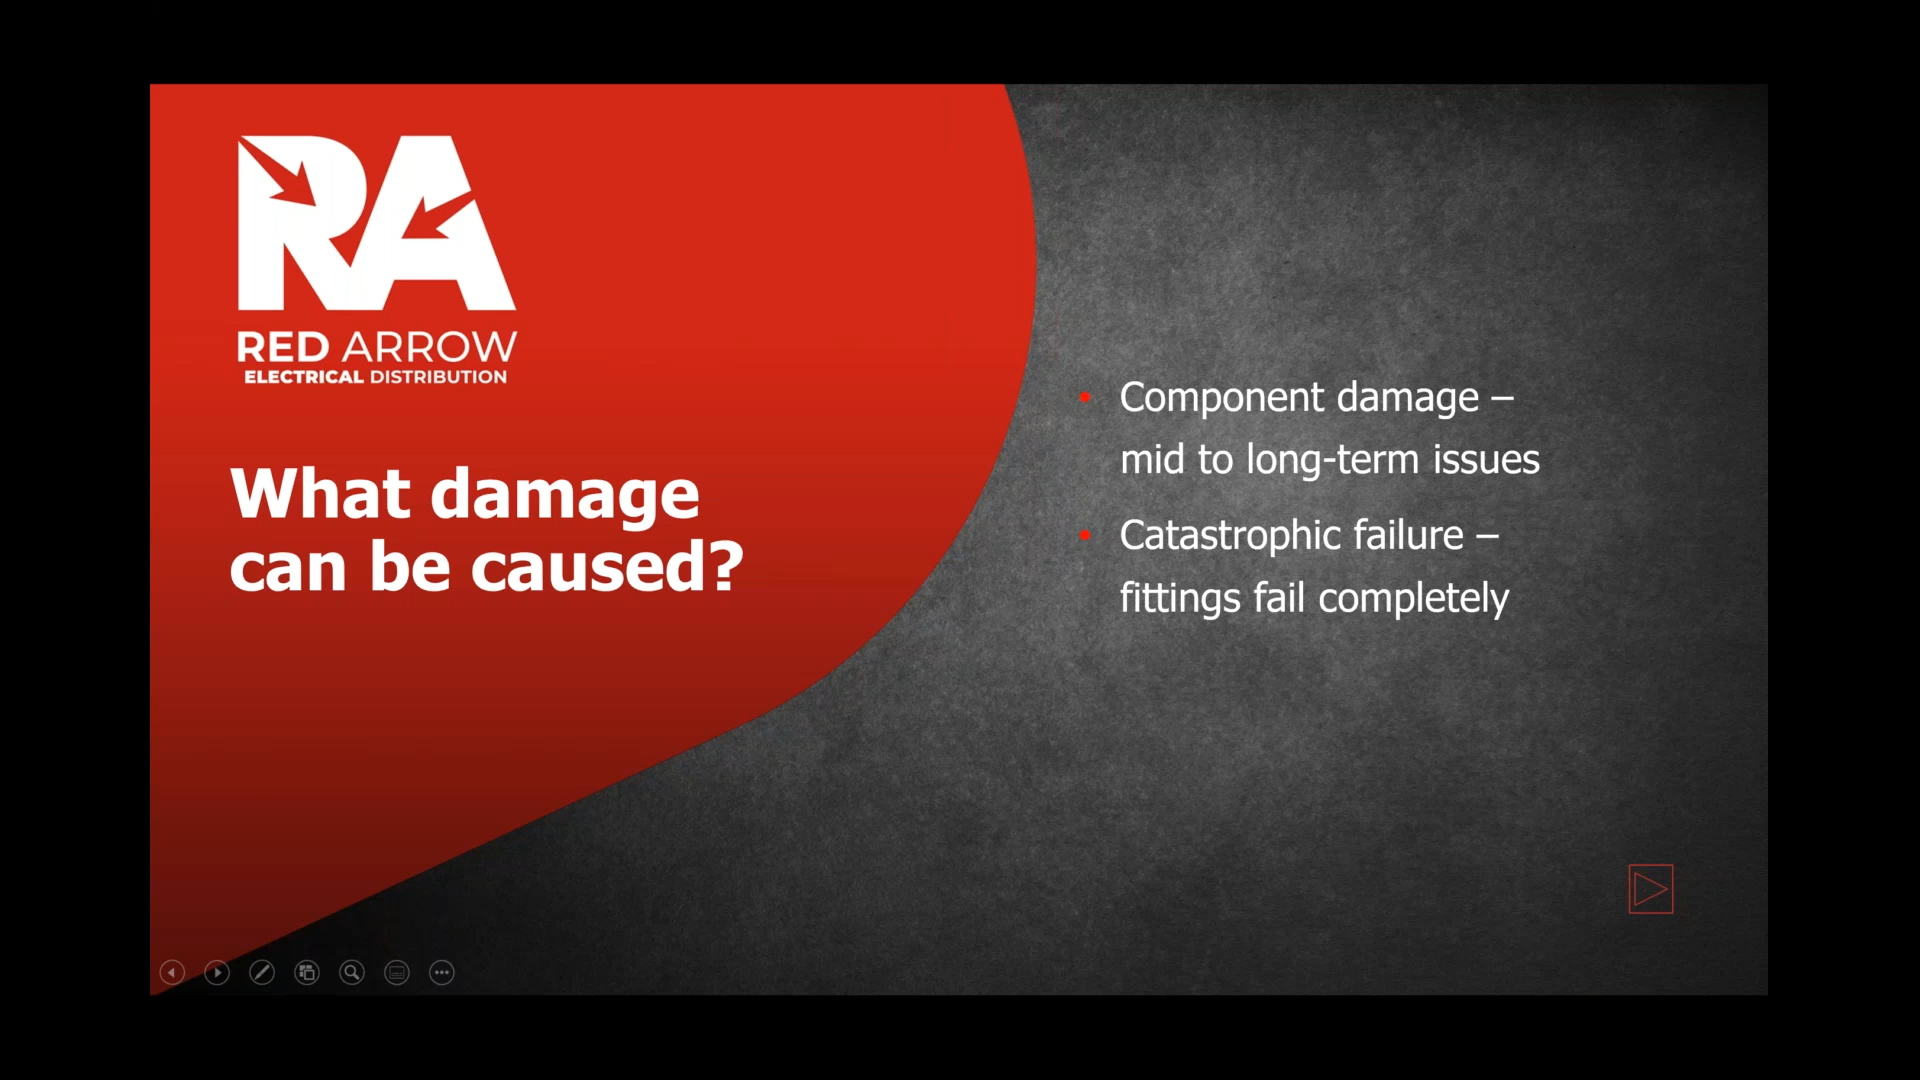 RA
RED ARROW
ELECTRICAL DISTRIBUTION
What damage
can be caused?
• Component damage –
mid to long-term issues
• Catastrophic failure –
fittings fail completely